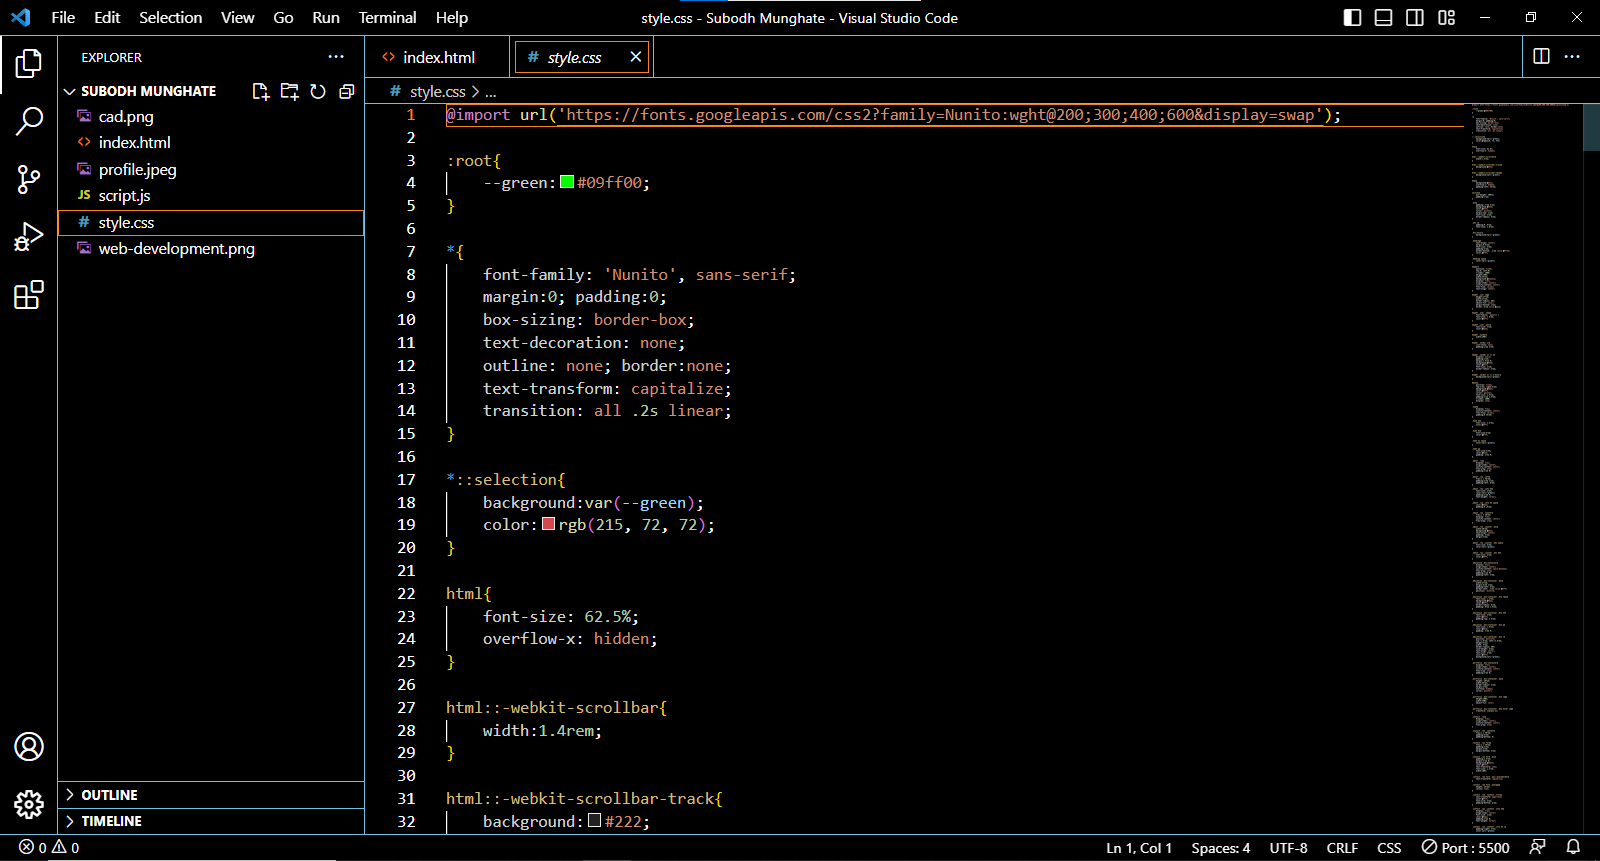 File Edit Selection View Go Run Terminal Help
style.css - Subodh Munghate - Visual Studio Code
EXPLORER
SUBODH MUNGHATE
cad.png
index.html
profile.jpeg
JS script.js
# style.css
web-development.png
OUTLINE
TIMELINE
index.html
# style.css
# style.css > ...
1 @import url('https://fonts.googleapis.com/css2?family=Nunito:wght@200;300;400;600&display=swap');
2
3 :root{
4     --green:#09ff00;
5 }
6
7 *{
8     font-family: 'Nunito', sans-serif;
9     margin:0; padding:0;
10     box-sizing: border-box;
11     text-decoration: none;
12     outline: none; border:none;
13     text-transform: capitalize;
14     transition: all .2s linear;
15 }
16
17 *::selection{
18     background:var(--green);
19     color:rgb(215, 72, 72);
20 }
21
22 html{
23     font-size: 62.5%;
24     overflow-x: hidden;
25 }
26
27 html::-webkit-scrollbar{
28     width:1.4rem;
29 }
30
31 html::-webkit-scrollbar-track{
32     background:#222;
0 0
Ln 1, Col 1 Spaces: 4 UTF-8 CRLF CSS Port : 5500